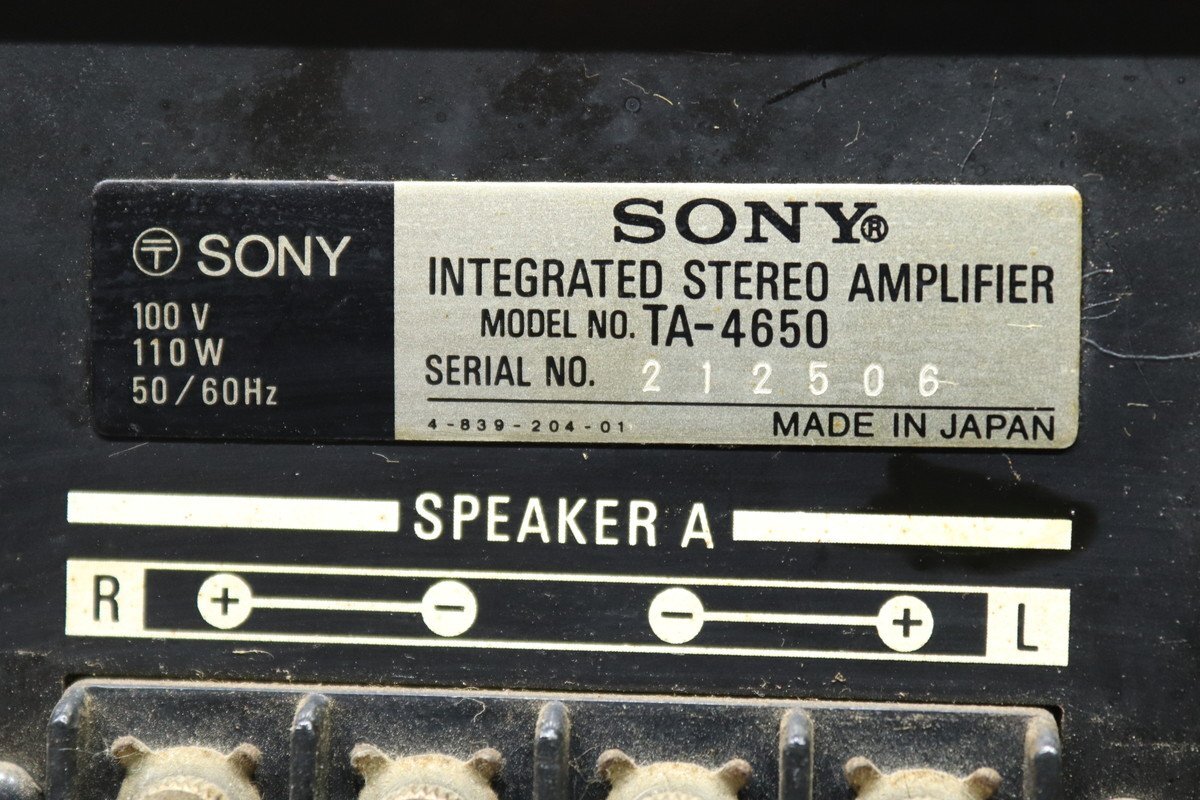 〒 SONY
100 V
110 W
50 / 60Hz
SONY®
INTEGRATED STEREO AMPLIFIER
MODEL NO. TA-4650
SERIAL NO. 212506
4-839-204-01 MADE IN JAPAN
SPEAKER A
R + − − + L